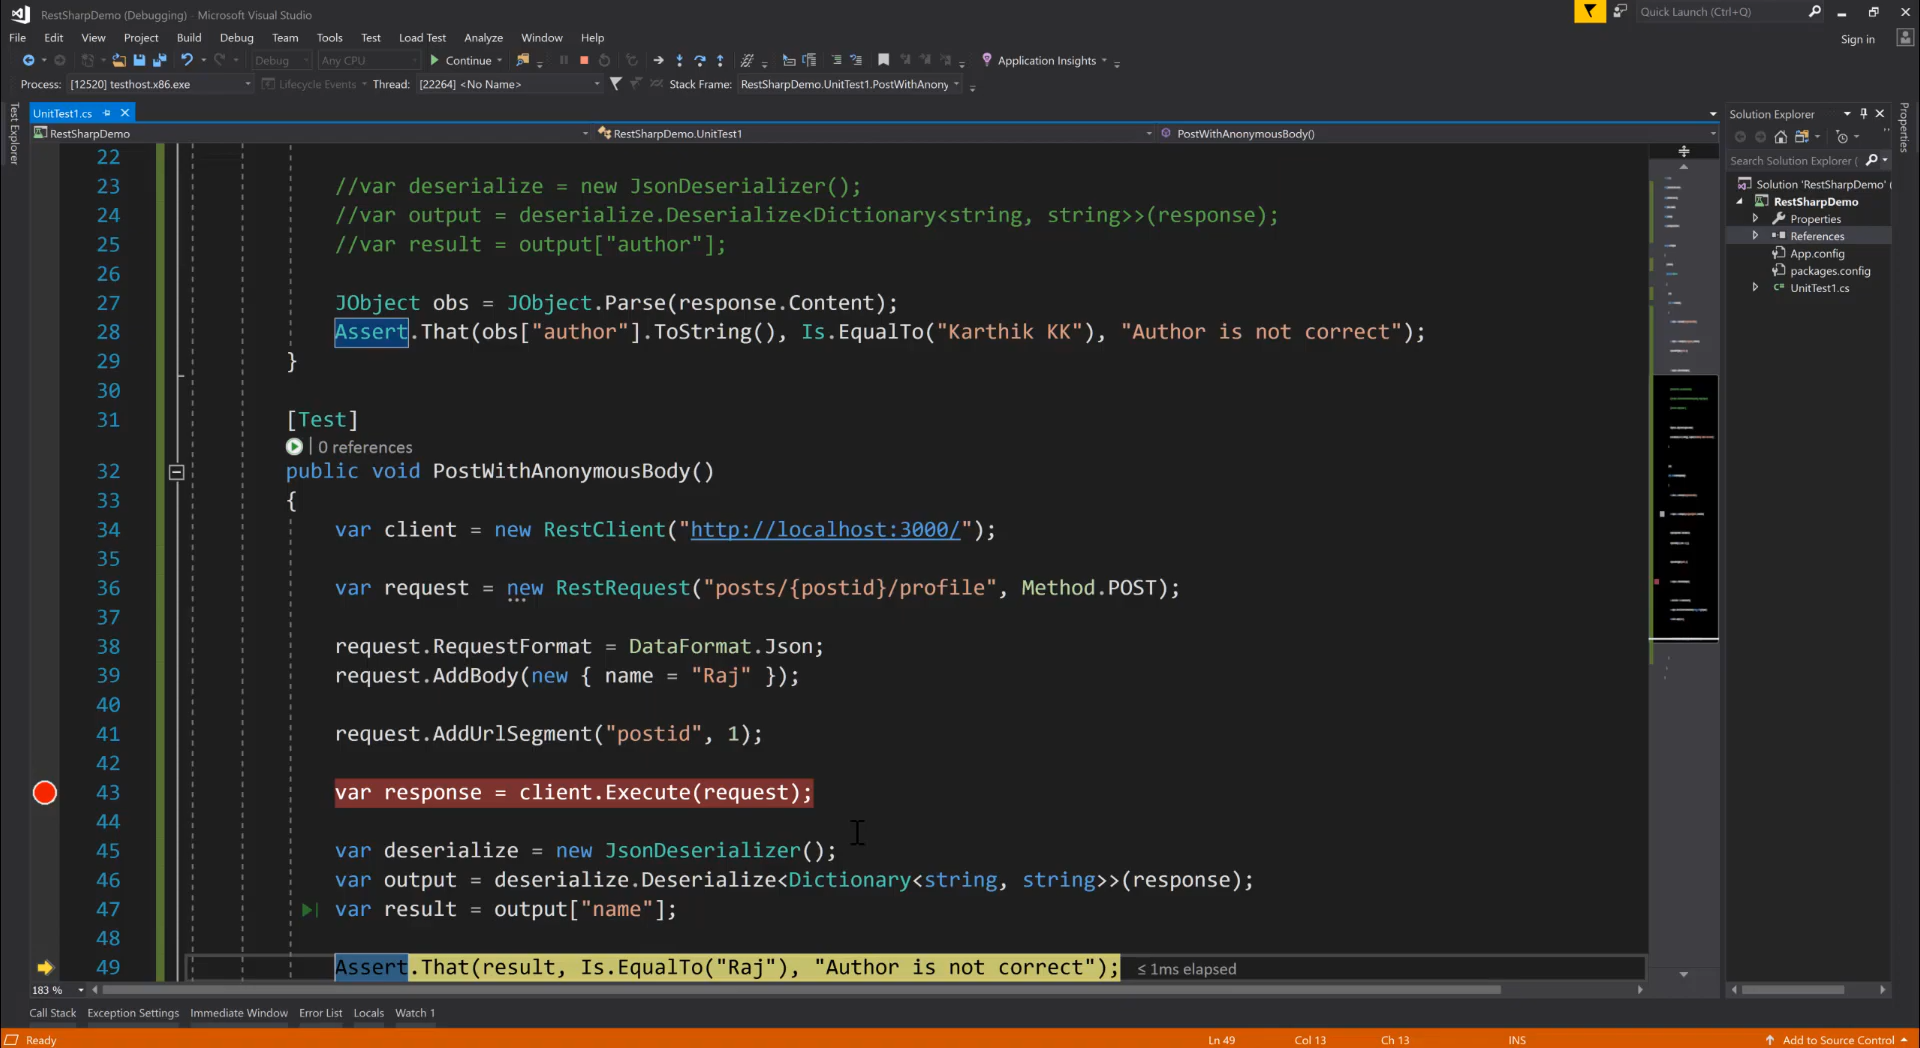 RestSharpDemo (Debugging) - Microsoft Visual Studio
Quick Launch (Ctrl+Q)
File Edit View Project Build Debug Team Tools Test Load Test Analyze Window Help
Sign in
Debug Any CPU Continue Application Insights
Process: [12520] testhost.x86.exe Lifecycle Events Thread: [22264] <No Name> Stack Frame: RestSharpDemo.UnitTest1.PostWithAnony
UnitTest1.cs
RestSharpDemo RestSharpDemo.UnitTest1 PostWithAnonymousBody()
Test Explorer
22
23 //var deserialize = new JsonDeserializer();
24 //var output = deserialize.Deserialize<Dictionary<string, string>>(response);
25 //var result = output["author"];
26
27 JObject obs = JObject.Parse(response.Content);
28 Assert.That(obs["author"].ToString(), Is.EqualTo("Karthik KK"), "Author is not correct");
29 }
30
31 [Test]
0 references
32 public void PostWithAnonymousBody()
33 {
34 var client = new RestClient("http://localhost:3000/");
35
36 var request = new RestRequest("posts/{postid}/profile", Method.POST);
37
38 request.RequestFormat = DataFormat.Json;
39 request.AddBody(new { name = "Raj" });
40
41 request.AddUrlSegment("postid", 1);
42
43 var response = client.Execute(request);
44
45 var deserialize = new JsonDeserializer();
46 var output = deserialize.Deserialize<Dictionary<string, string>>(response);
47 var result = output["name"];
48
49 Assert.That(result, Is.EqualTo("Raj"), "Author is not correct"); ≤ 1ms elapsed
183 %
Solution Explorer
Search Solution Explorer (
Solution 'RestSharpDemo' (
RestSharpDemo
Properties
References
App.config
packages.config
C# UnitTest1.cs
Properties
Call Stack Exception Settings Immediate Window Error List Locals Watch 1
Ready Ln 49 Col 13 Ch 13 INS Add to Source Control